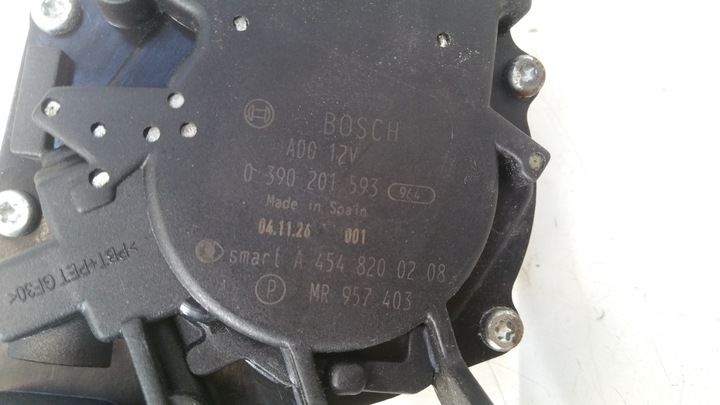 BOSCH
A00 12V
0 390 201 593 964
Made in Spain
04.11.26 001
smart A 454 820 02 08
P MR 957 403
>PBT+PET GF30<